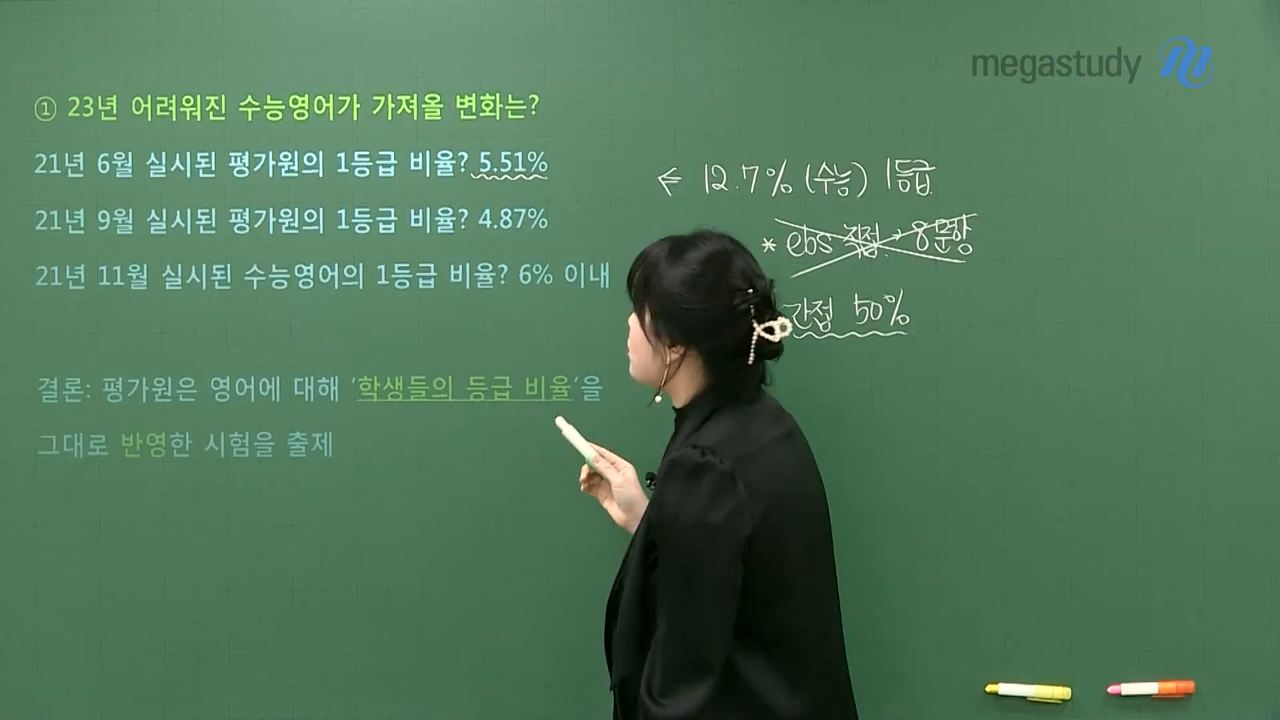 megastudy
① 23년 어려워진 수능영어가 가져올 변화는?
21년 6월 실시된 평가원의 1등급 비율? 5.51%
21년 9월 실시된 평가원의 1등급 비율? 4.87%
21년 11월 실시된 수능영어의 1등급 비율? 6% 이내
결론: 평가원은 영어에 대해 '학생들의 등급 비율'을
그대로 반영한 시험을 출제
← 12.7% (수능) 1등급
* ebs 직접 → 8문항
간접 50%